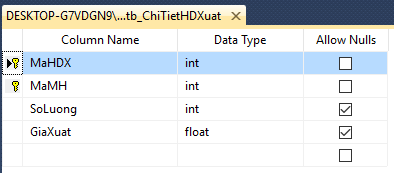 DESKTOP-G7VDGN9\...tb_ChiTietHDXuat
Column Name Data Type Allow Nulls
MaHDX int
MaMH int
SoLuong int
GiaXuat float